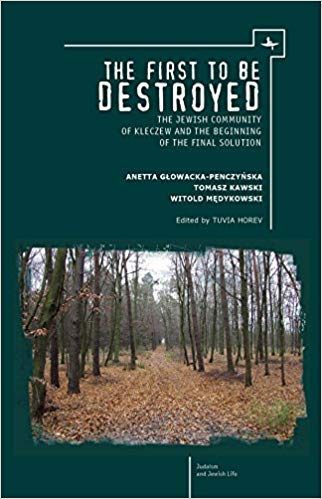 THE FIRST TO BE
DESTROYED
THE JEWISH COMMUNITY
OF KLECZEW AND THE BEGINNING
OF THE FINAL SOLUTION
ANETTA GŁOWACKA-PENCZYŃSKA
TOMASZ KAWSKI
WITOLD MĘDYKOWSKI
Edited by TUVIA HOREV
Judaism
and Jewish Life